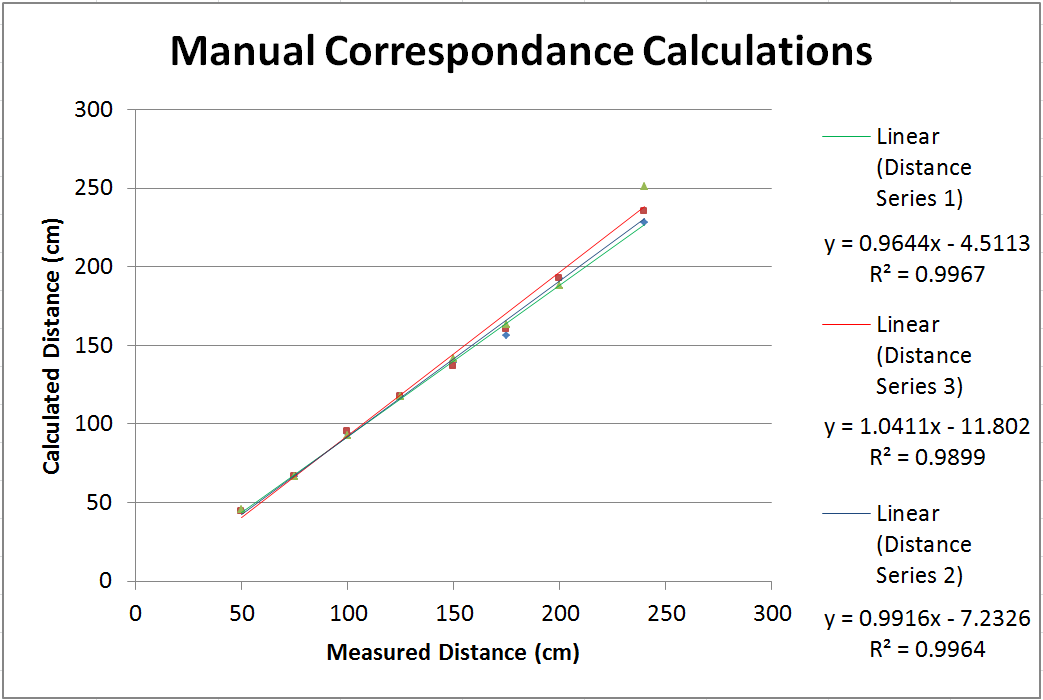 Manual Correspondance Calculations
300
250
200
150
100
50
0
Calculated Distance (cm)
0 50 100 150 200 250 300
Measured Distance (cm)
Linear
(Distance
Series 1)
y = 0.9644x - 4.5113
R² = 0.9967
Linear
(Distance
Series 3)
y = 1.0411x - 11.802
R² = 0.9899
Linear
(Distance
Series 2)
y = 0.9916x - 7.2326
R² = 0.9964